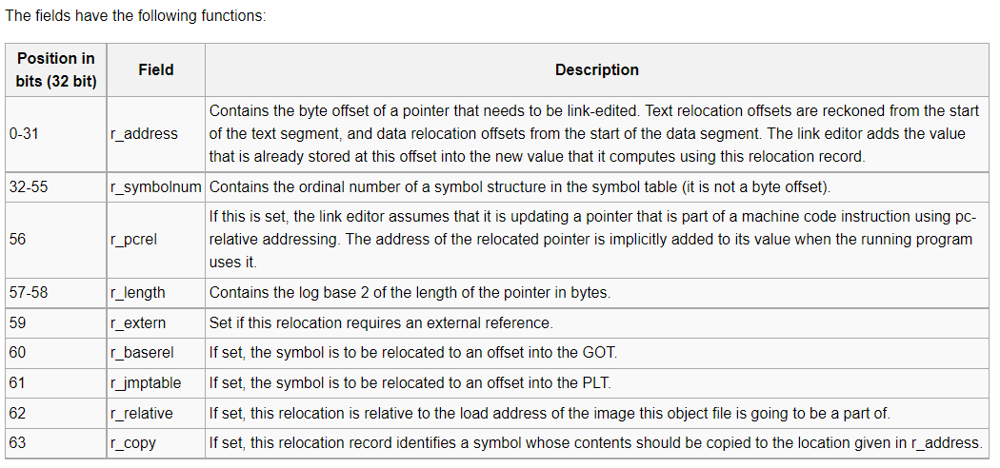 The fields have the following functions:
Position in
bits (32 bit)
Field
Description
0-31
r_address
Contains the byte offset of a pointer that needs to be link-edited. Text relocation offsets are reckoned from the start
of the text segment, and data relocation offsets from the start of the data segment. The link editor adds the value
that is already stored at this offset into the new value that it computes using this relocation record.
32-55
r_symbolnum
Contains the ordinal number of a symbol structure in the symbol table (it is not a byte offset).
56
r_pcrel
If this is set, the link editor assumes that it is updating a pointer that is part of a machine code instruction using pc-
relative addressing. The address of the relocated pointer is implicitly added to its value when the running program
uses it.
57-58
r_length
Contains the log base 2 of the length of the pointer in bytes.
59
r_extern
Set if this relocation requires an external reference.
60
r_baserel
If set, the symbol is to be relocated to an offset into the GOT.
61
r_jmptable
If set, the symbol is to be relocated to an offset into the PLT.
62
r_relative
If set, this relocation is relative to the load address of the image this object file is going to be a part of.
63
r_copy
If set, this relocation record identifies a symbol whose contents should be copied to the location given in r_address.